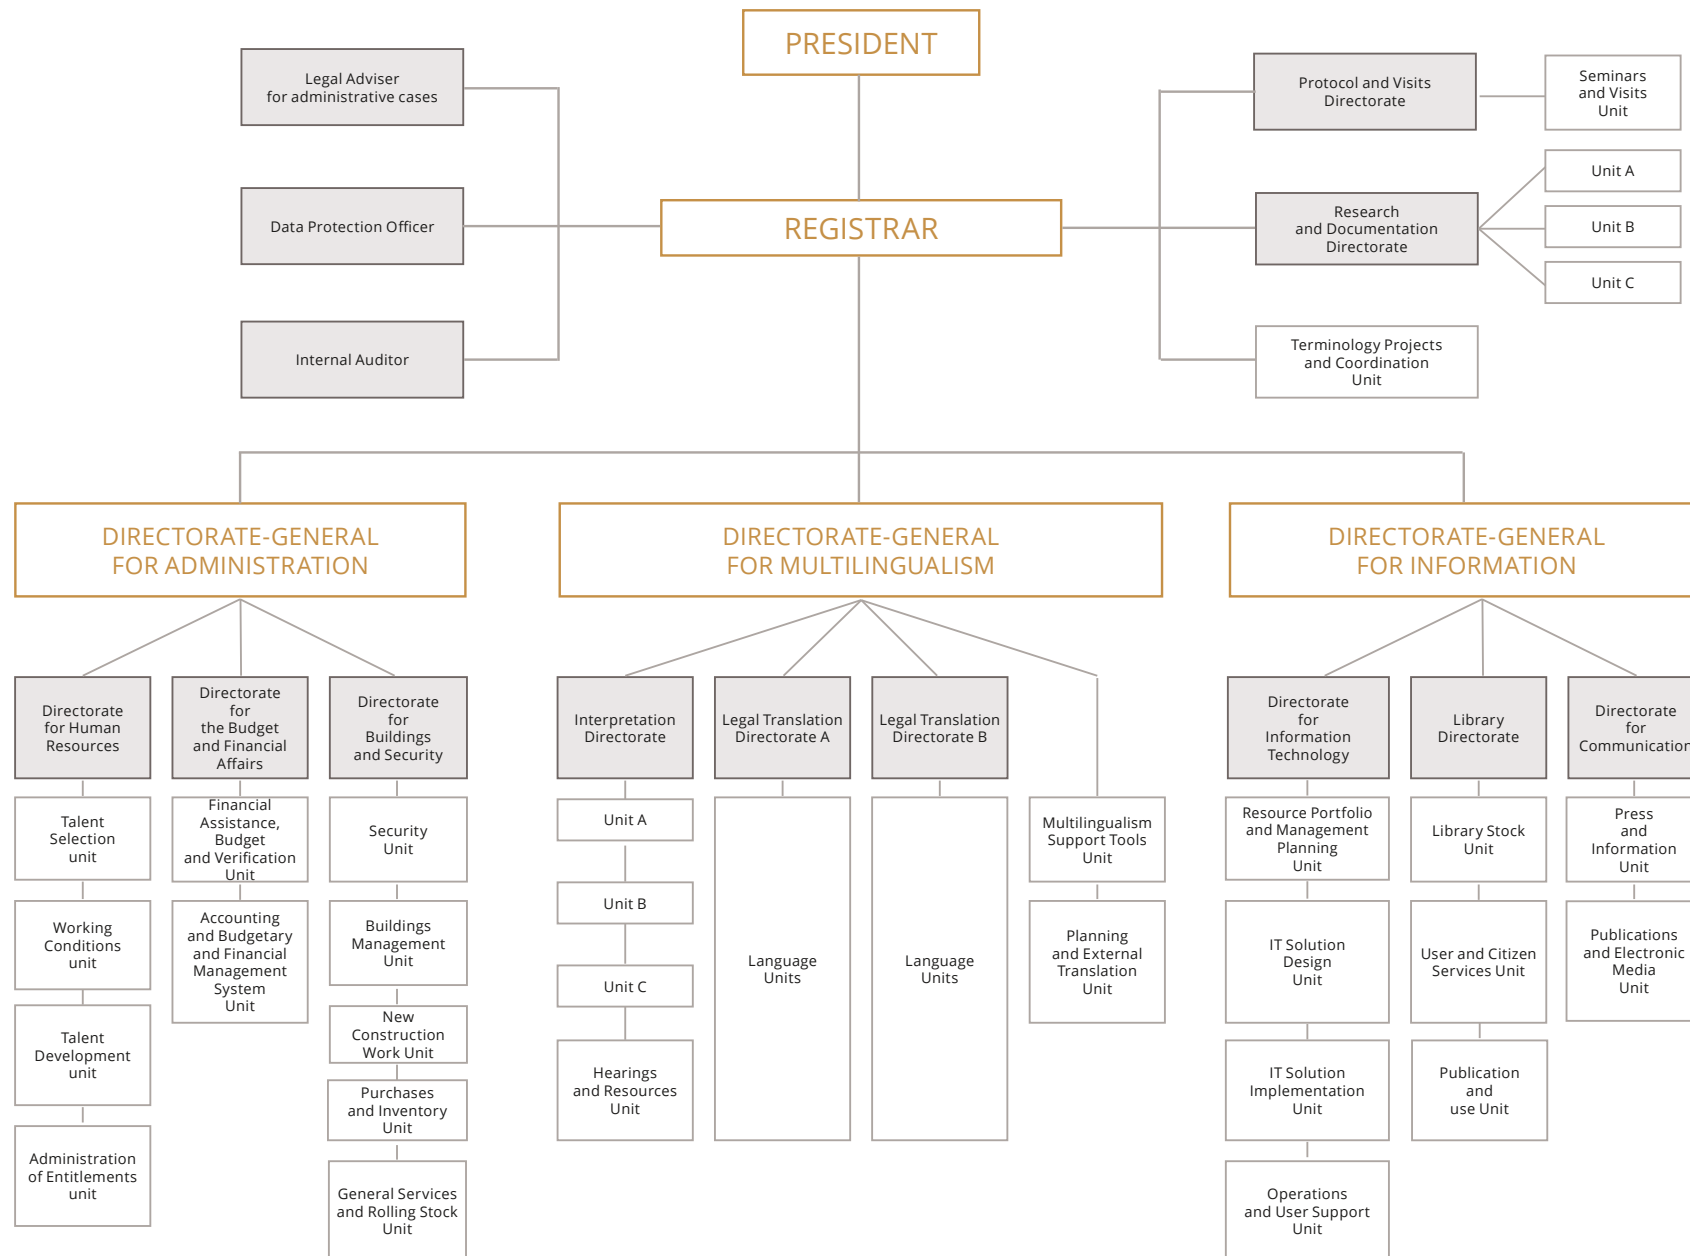 PRESIDENT
Legal Adviser
for administrative cases
Protocol and Visits
Directorate
Seminars
and Visits
Unit
Unit A
Data Protection Officer
REGISTRAR
Research
and Documentation
Directorate
Unit B
Unit C
Internal Auditor
Terminology Projects
and Coordination
Unit
DIRECTORATE-GENERAL
FOR ADMINISTRATION
DIRECTORATE-GENERAL
FOR MULTILINGUALISM
DIRECTORATE-GENERAL
FOR INFORMATION
Directorate
for Human
Resources
Talent
Selection
unit
Working
Conditions
unit
Talent
Development
unit
Administration
of Entitlements
unit
Directorate
for
the Budget
and Financial
Affairs
Financial
Assistance,
Budget
and Verification
Unit
Accounting
and Budgetary
and Financial
Management
System
Unit
Directorate
for
Buildings
and Security
Security
Unit
Buildings
Management
Unit
New
Construction
Work Unit
Purchases
and Inventory
Unit
General Services
and Rolling Stock
Unit
Interpretation
Directorate
Unit A
Unit B
Unit C
Hearings
and Resources
Unit
Legal Translation
Directorate A
Language
Units
Legal Translation
Directorate B
Language
Units
Multilingualism
Support Tools
Unit
Planning
and External
Translation
Unit
Directorate
for
Information
Technology
Resource Portfolio
and Management
Planning
Unit
IT Solution
Design
Unit
IT Solution
Implementation
Unit
Operations
and User Support
Unit
Library
Directorate
Library Stock
Unit
User and Citizen
Services Unit
Publication
and
use Unit
Directorate
for
Communication
Press
and
Information
Unit
Publications
and Electronic
Media
Unit